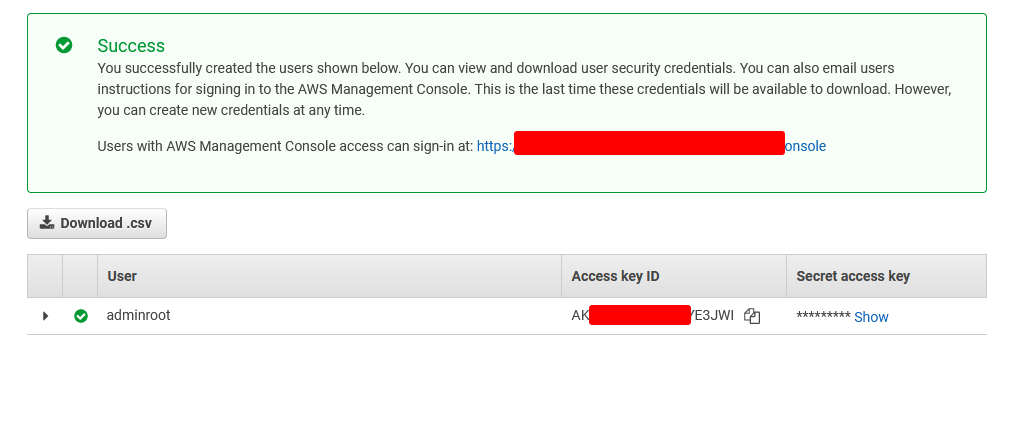 Success
You successfully created the users shown below. You can view and download user security credentials. You can also email users
instructions for signing in to the AWS Management Console. This is the last time these credentials will be available to download. However,
you can create new credentials at any time.
Users with AWS Management Console access can sign-in at: https:/ onsole
Download .csv
User Access key ID Secret access key
adminroot AK YE3JWI ********* Show